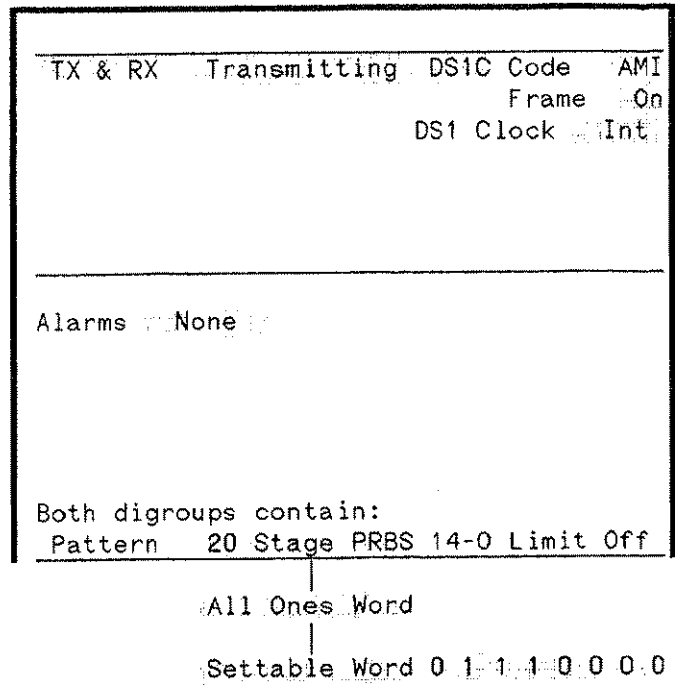 TX & RX Transmitting DS1C Code AMI
Frame On
DS1 Clock Int
Alarms None
Both digroups contain:
Pattern 20 Stage PRBS 14-0 Limit Off
All Ones Word
Settable Word 0 1 1 1 0 0 0 0